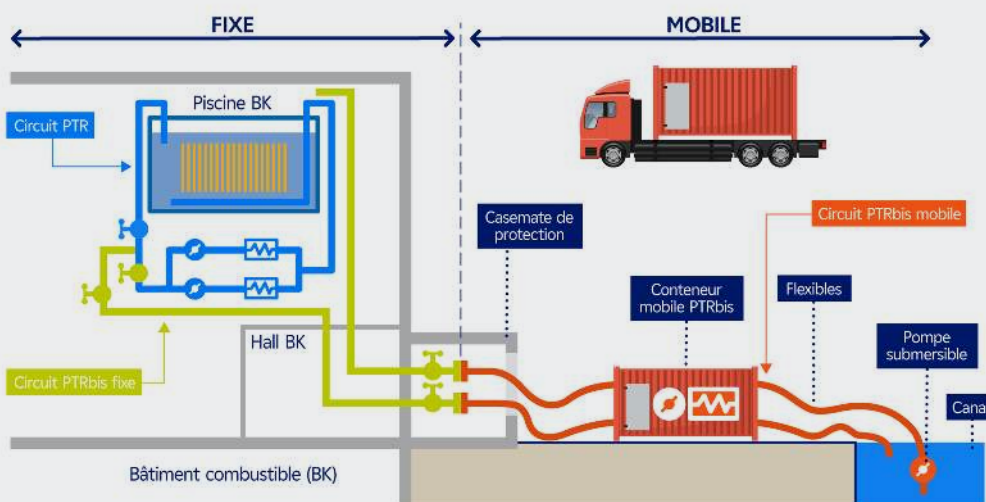 FIXE
MOBILE
Piscine BK
Circuit PTR
Casemate de
protection
Circuit PTRbis mobile
Conteneur
mobile PTRbis
Flexibles
Hall BK
Pompe
submersible
Circuit PTRbis fixe
Cana
Bâtiment combustible (BK)